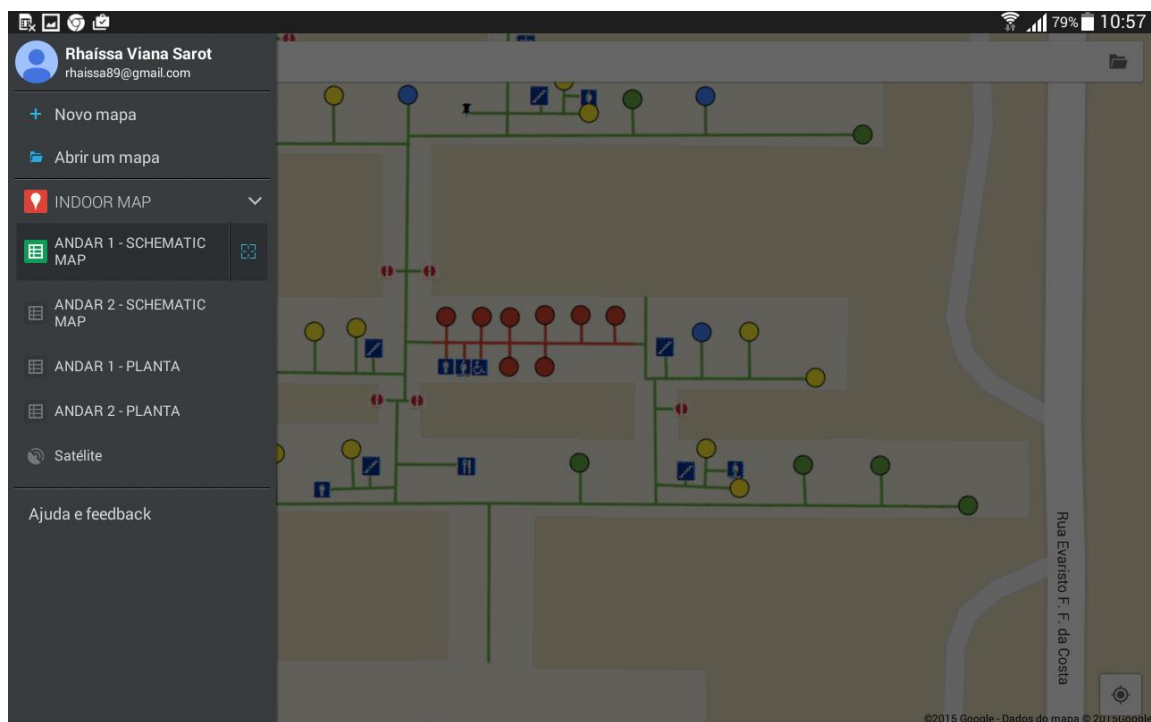 79% 10:57
Rhaíssa Viana Sarot
rhaissa89@gmail.com
Novo mapa
Abrir um mapa
INDOOR MAP
ANDAR 1 - SCHEMATIC
MAP
ANDAR 2 - SCHEMATIC
MAP
ANDAR 1 - PLANTA
ANDAR 2 - PLANTA
Satélite
Ajuda e feedback
Rua Evaristo F. F. da Costa
©2015 Google - Dados do mapa © 2015Google